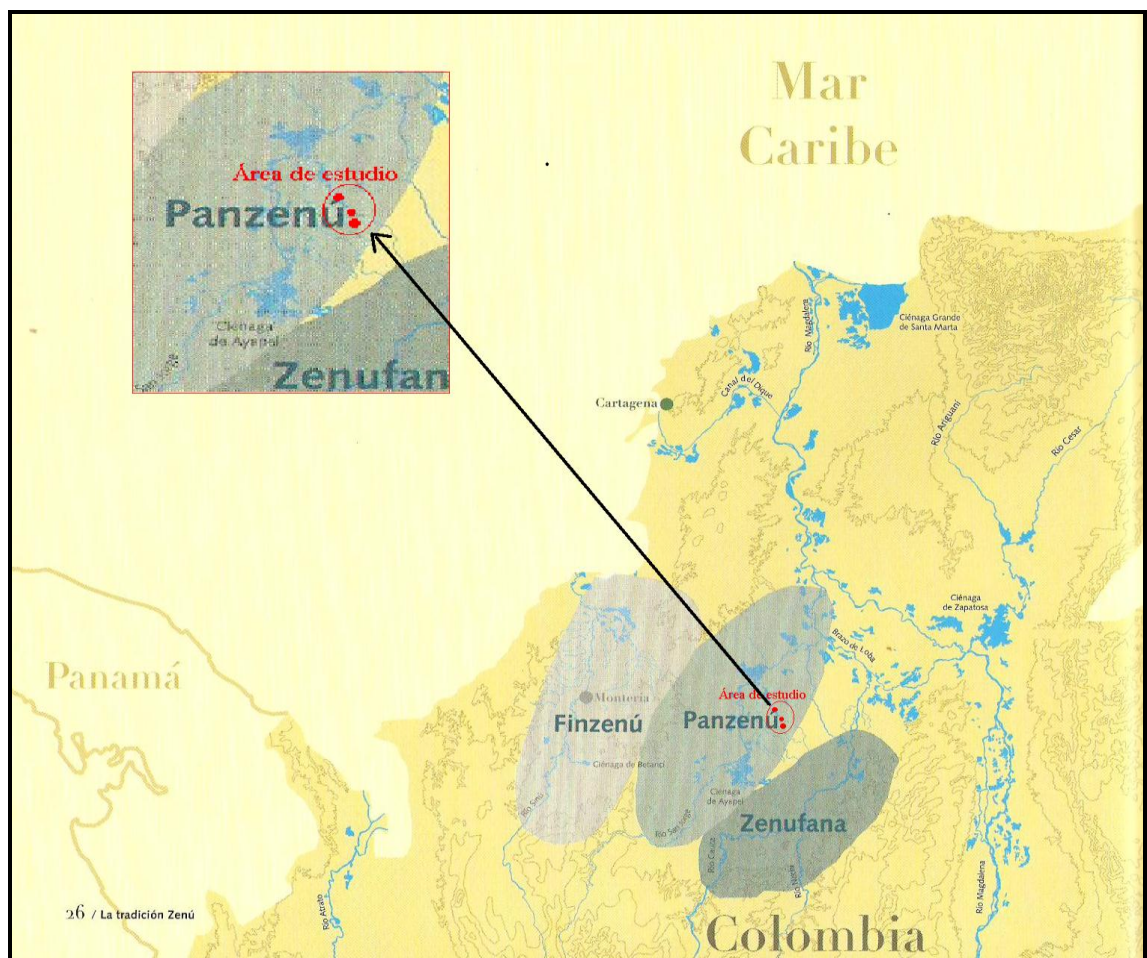 Mar
Caribe
Área de estudio
Panzenú
Ciénaga
de Ayapel
Zenufan
Río Magdalena
Ciénaga Grande
de Santa Marta
Cartagena
Canal del Dique
Río Ariguaní
Río Cesar
Ciénaga
de Zapatosa
Brazo de Loba
Panamá
Montería
Finzenú
Área de estudio
Panzenú
Ciénaga de Betancí
Ciénaga
de Ayapel
Río Sinú
Río San Jorge
Zenufana
Río Cauca
Río Nechí
Río Magdalena
Río Atrato
26 / La tradición Zenú
Colombia